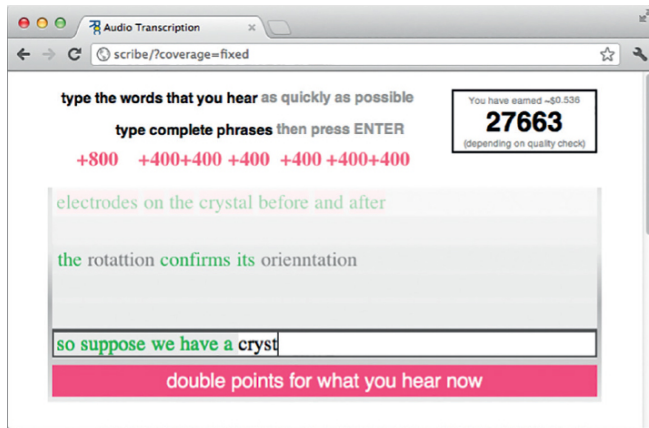 Audio Transcription
scribe/?coverage=fixed
type the words that you hear as quickly as possible
type complete phrases then press ENTER
+800 +400+400 +400 +400 +400+400
You have earned ~$0.536
27663
(depending on quality check)
electrodes on the crystal before and after
the rotattion confirms its orienntation
so suppose we have a cryst
double points for what you hear now